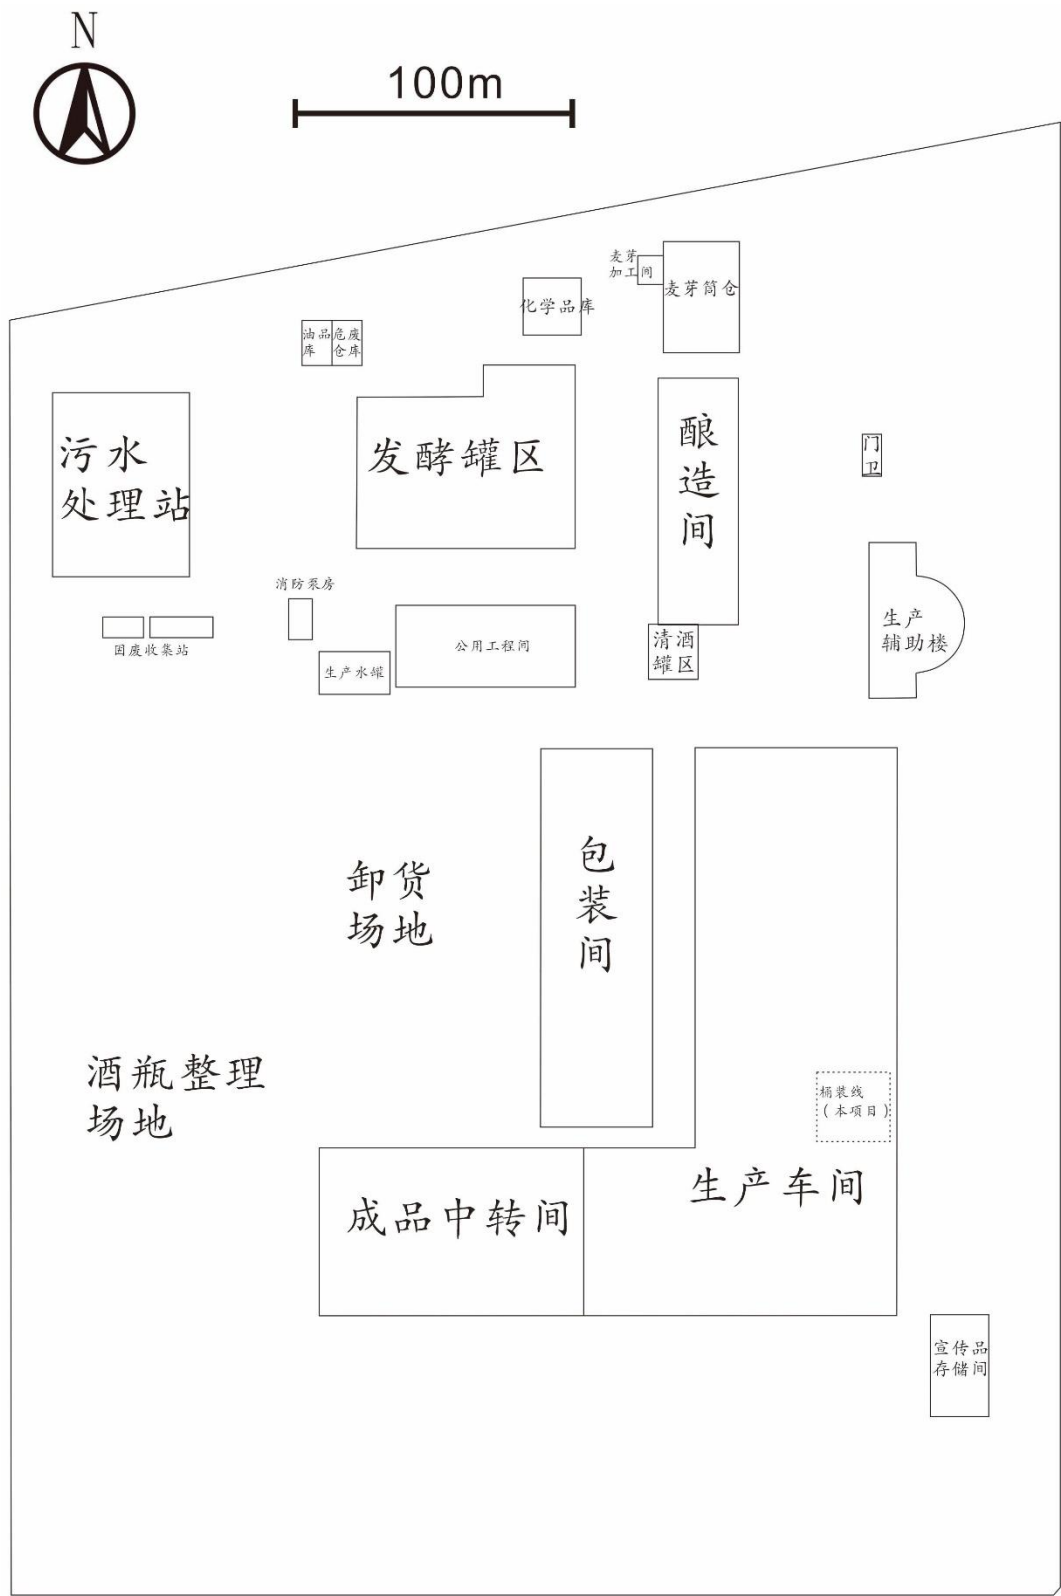 N
100m
麦芽
加工间
麦芽筒仓
化学品库
油品
库
危废
仓库
污水
处理站
发酵罐区
酿
造
间
门
卫
消防泵房
固废收集站
生产水罐
公用工程间
清酒
罐区
生产
辅助楼
包
装
间
卸货
场地
酒瓶整理
场地
桶装线
（本项目）
成品中转间
生产车间
宣传品
存储间